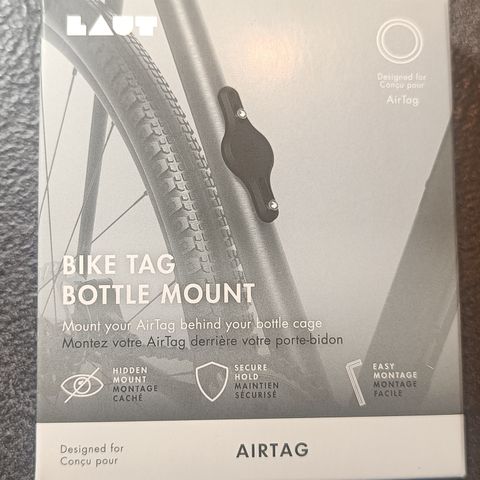 LAUT
Designed for
Conçu pour
AirTag
BIKE TAG
BOTTLE MOUNT
Mount your AirTag behind your bottle cage
Montez votre AirTag derrière votre porte-bidon
HIDDEN
MOUNT
MONTAGE
CACHÉ
SECURE
HOLD
MAINTIEN
SÉCURISÉ
EASY
MONTAGE
MONTAGE
FACILE
Designed for
Conçu pour
AIRTAG